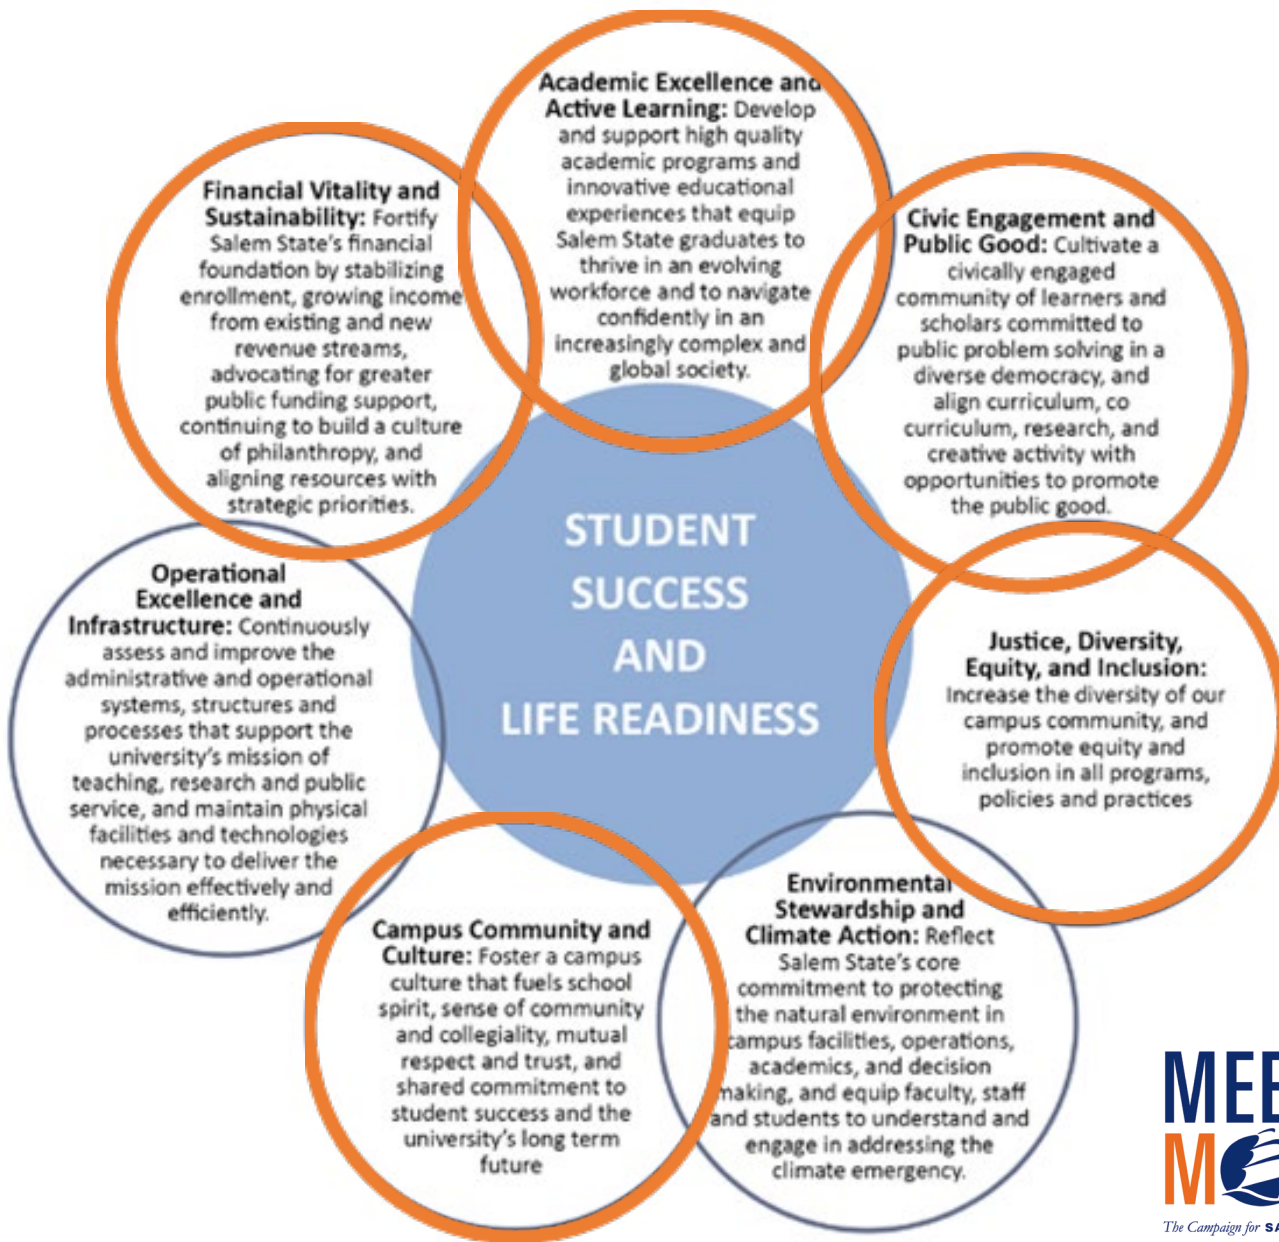 Academic Excellence and
Active Learning: Develop
and support high quality
academic programs and
innovative educational
experiences that equip
Salem State graduates to
thrive in an evolving
workforce and to navigate
confidently in an
increasingly complex and
global society.
Civic Engagement and
Public Good: Cultivate a
civically engaged
community of learners and
scholars committed to
public problem solving in a
diverse democracy, and
align curriculum, co
curriculum, research, and
creative activity with
opportunities to promote
the public good.
Justice, Diversity,
Equity, and Inclusion:
Increase the diversity of our
campus community, and
promote equity and
inclusion in all programs,
policies and practices
Environmental
Stewardship and
Climate Action: Reflect
Salem State's core
commitment to protecting
the natural environment in
campus facilities, operations,
academics, and decision
making, and equip faculty, staff
and students to understand and
engage in addressing the
climate emergency.
Campus Community and
Culture: Foster a campus
culture that fuels school
spirit, sense of community
and collegiality, mutual
respect and trust, and
shared commitment to
student success and the
university's long term
future
Operational
Excellence and
Infrastructure: Continuously
assess and improve the
administrative and operational
systems, structures and
processes that support the
university's mission of
teaching, research and public
service, and maintain physical
facilities and technologies
necessary to deliver the
mission effectively and
efficiently.
Financial Vitality and
Sustainability: Fortify
Salem State's financial
foundation by stabilizing
enrollment, growing income
from existing and new
revenue streams,
advocating for greater
public funding support,
continuing to build a culture
of philanthropy, and
aligning resources with
strategic priorities.
STUDENT
SUCCESS
AND
LIFE READINESS
The Campaign for